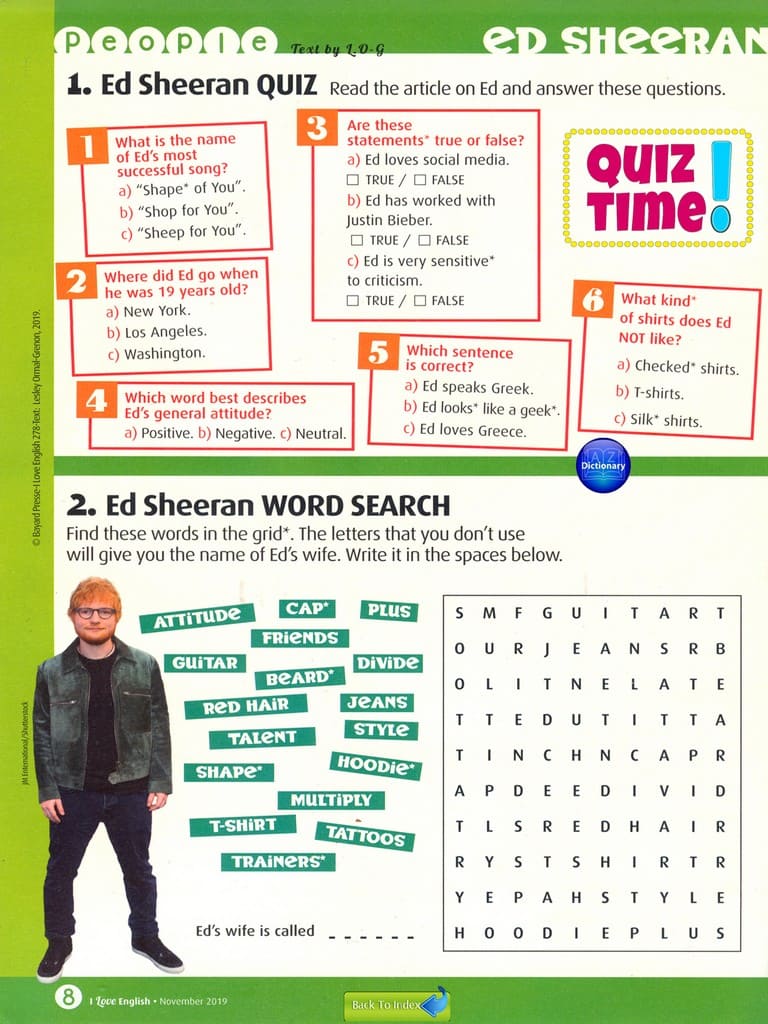 People
Text by L.O-G
ED SHEERAN
1. Ed Sheeran QUIZ Read the article on Ed and answer these questions.
1
What is the name
of Ed's most
successful song?
a) "Shape* of You".
b) "Shop for You".
c) "Sheep for You".
2
Where did Ed go when
he was 19 years old?
a) New York.
b) Los Angeles.
c) Washington.
3
Are these
statements* true or false?
a) Ed loves social media.
☐ TRUE / ☐ FALSE
b) Ed has worked with
Justin Bieber.
☐ TRUE / ☐ FALSE
c) Ed is very sensitive*
to criticism.
☐ TRUE / ☐ FALSE
QUIZ
TIME!
4
Which word best describes
Ed's general attitude?
a) Positive. b) Negative. c) Neutral.
5
Which sentence
is correct?
a) Ed speaks Greek.
b) Ed looks* like a geek*.
c) Ed loves Greece.
6
What kind*
of shirts does Ed
NOT like?
a) Checked* shirts.
b) T-shirts.
c) Silk* shirts.
A Z
Dictionary
© Bayard Presse-I Love English 278-Text: Lesley Ormal-Grenon, 2019.
2. Ed Sheeran WORD SEARCH
Find these words in the grid*. The letters that you don't use
will give you the name of Ed's wife. Write it in the spaces below.
ATTITUDE
CAP*
PLUS
FRIENDS
GUITAR
BEARD*
DIVIDE
RED HAIR
JEANS
TALENT
STYLE
SHAPE*
HOODIE*
MULTIPLY
T-SHIRT
TATTOOS
TRAINERS*
S M F G U I T A R T
O U R J E A N S R B
O L I T N E L A T E
T T E D U T I T T A
T I N C H N C A P R
A P D E E D I V I D
T L S R E D H A I R
R Y S T S H I R T R
Y E P A H S T Y L E
H O O D I E P L U S
Ed's wife is called _ _ _ _ _ _
JM International/Shutterstock
8 I Love English • November 2019
Back To Index